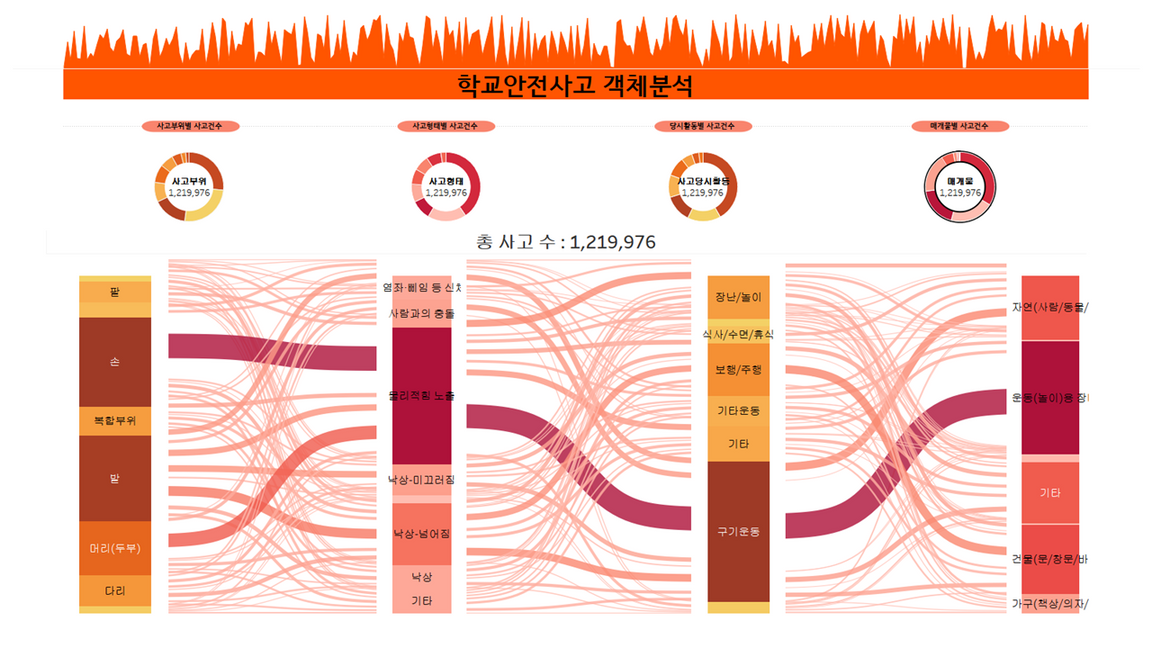 학교안전사고 객체분석
사고부위별 사고건수
사고형태별 사고건수
당시활동별 사고건수
매개물별 사고건수
사고부위
1,219,976
사고형태
1,219,976
사고당시활동
1,219,976
매개물
1,219,976
총 사고 수 : 1,219,976
팔
손
복합부위
발
머리(두부)
다리
염좌·삐임 등 신체
사람과의 충돌
물리적힘 노출
낙상-미끄러짐
낙상-넘어짐
낙상
기타
장난/놀이
식사/수면/휴식
보행/주행
기타운동
기타
구기운동
자연(사람/동물/
운동(놀이)용 장
기타
건물(문/창문/바
가구(책상/의자/